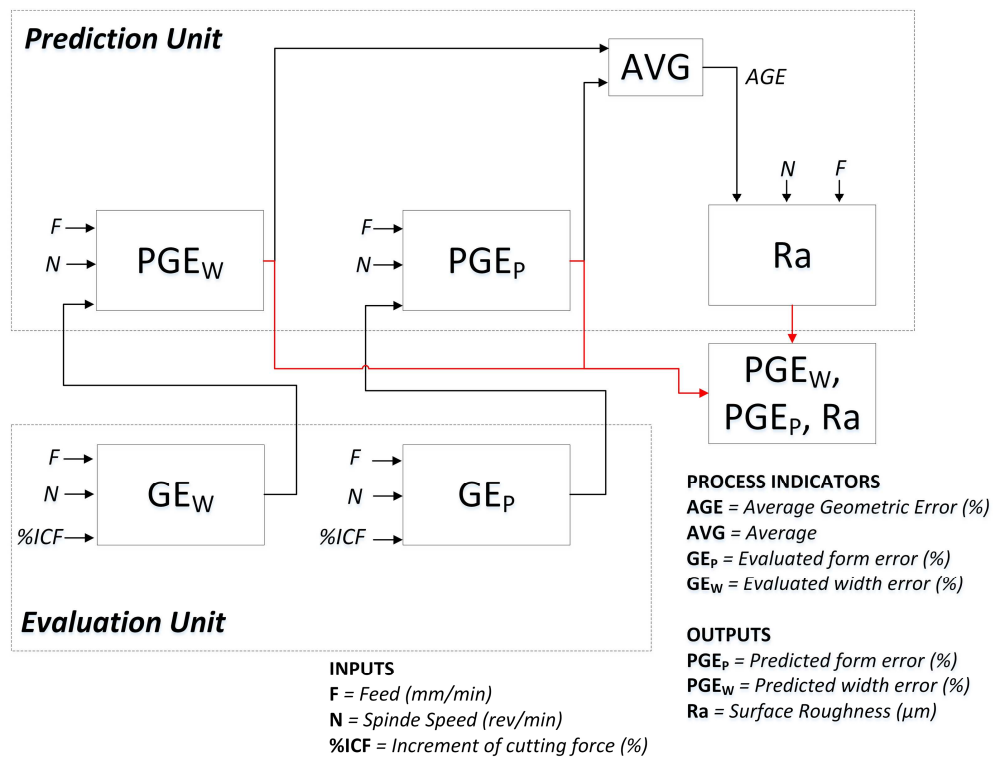 Prediction Unit
AVG
AGE
N F
F
N
PGEW
F
N
PGEP
Ra
PGEW,
PGEP, Ra
F
N
%ICF
GEW
F
N
%ICF
GEP
Evaluation Unit
PROCESS INDICATORS
AGE = Average Geometric Error (%)
AVG = Average
GEP = Evaluated form error (%)
GEW = Evaluated width error (%)
OUTPUTS
PGEP = Predicted form error (%)
PGEW = Predicted width error (%)
Ra = Surface Roughness (μm)
INPUTS
F = Feed (mm/min)
N = Spinde Speed (rev/min)
%ICF = Increment of cutting force (%)